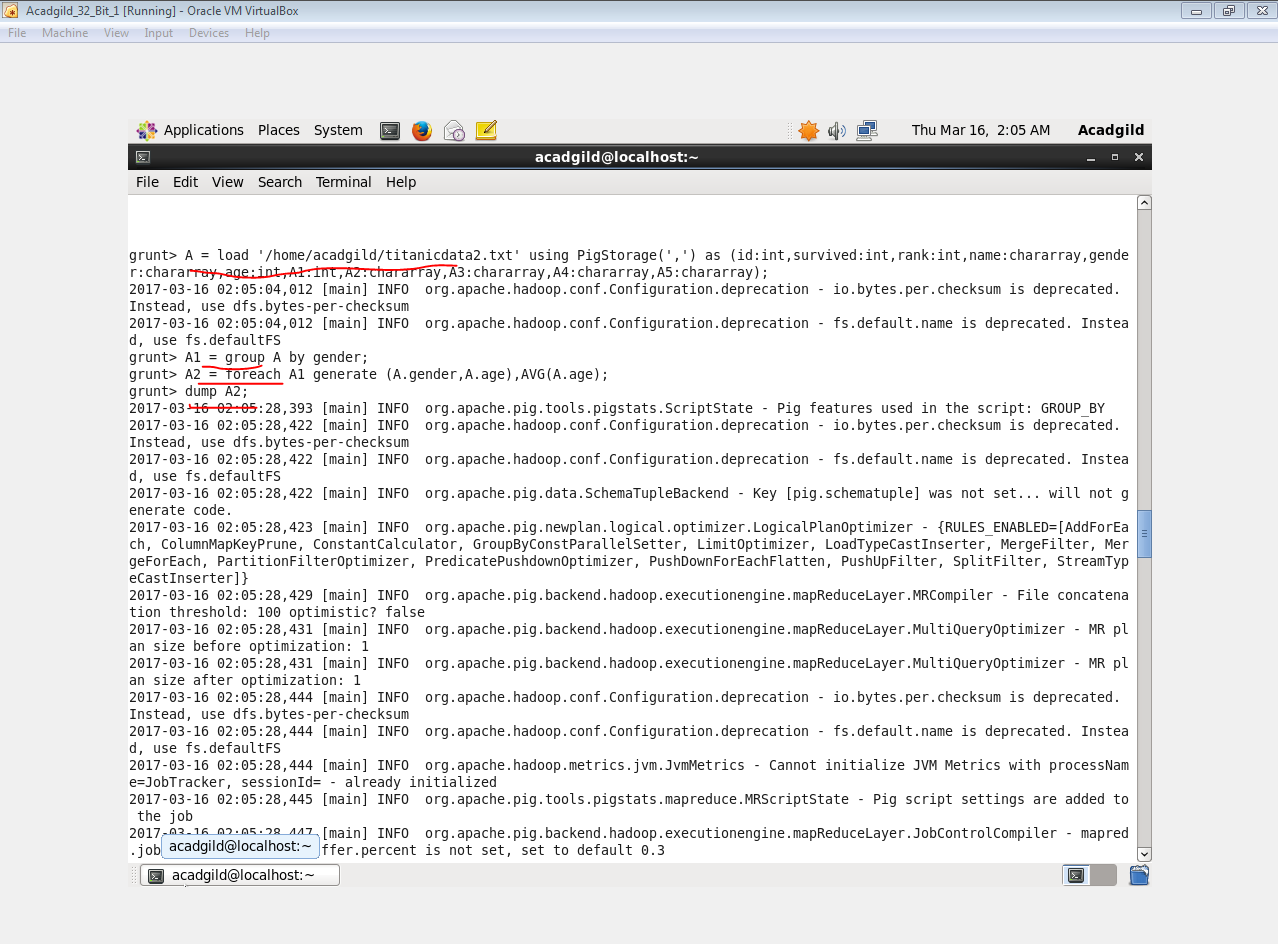 Acadgild_32_Bit_1 [Running] - Oracle VM VirtualBox
File Machine View Input Devices Help
Applications Places System Thu Mar 16, 2:05 AM Acadgild
acadgild@localhost:~
File Edit View Search Terminal Help
grunt> A = load '/home/acadgild/titanicdata2.txt' using PigStorage(',') as (id:int,survived:int,rank:int,name:chararray,gende
r:chararray,age:int,A1:int,A2:chararray,A3:chararray,A4:chararray,A5:chararray);
2017-03-16 02:05:04,012 [main] INFO  org.apache.hadoop.conf.Configuration.deprecation - io.bytes.per.checksum is deprecated.
Instead, use dfs.bytes-per-checksum
2017-03-16 02:05:04,012 [main] INFO  org.apache.hadoop.conf.Configuration.deprecation - fs.default.name is deprecated. Instea
d, use fs.defaultFS
grunt> A1 = group A by gender;
grunt> A2 = foreach A1 generate (A.gender,A.age),AVG(A.age);
grunt> dump A2;
2017-03-16 02:05:28,393 [main] INFO  org.apache.pig.tools.pigstats.ScriptState - Pig features used in the script: GROUP_BY
2017-03-16 02:05:28,422 [main] INFO  org.apache.hadoop.conf.Configuration.deprecation - io.bytes.per.checksum is deprecated.
Instead, use dfs.bytes-per-checksum
2017-03-16 02:05:28,422 [main] INFO  org.apache.hadoop.conf.Configuration.deprecation - fs.default.name is deprecated. Instea
d, use fs.defaultFS
2017-03-16 02:05:28,422 [main] INFO  org.apache.pig.data.SchemaTupleBackend - Key [pig.schematuple] was not set... will not g
enerate code.
2017-03-16 02:05:28,423 [main] INFO  org.apache.pig.newplan.logical.optimizer.LogicalPlanOptimizer - {RULES_ENABLED=[AddForEa
ch, ColumnMapKeyPrune, ConstantCalculator, GroupByConstParallelSetter, LimitOptimizer, LoadTypeCastInserter, MergeFilter, Mer
geForEach, PartitionFilterOptimizer, PredicatePushdownOptimizer, PushDownForEachFlatten, PushUpFilter, SplitFilter, StreamTyp
eCastInserter]}
2017-03-16 02:05:28,429 [main] INFO  org.apache.pig.backend.hadoop.executionengine.mapReduceLayer.MRCompiler - File concatena
tion threshold: 100 optimistic? false
2017-03-16 02:05:28,431 [main] INFO  org.apache.pig.backend.hadoop.executionengine.mapReduceLayer.MultiQueryOptimizer - MR pl
an size before optimization: 1
2017-03-16 02:05:28,431 [main] INFO  org.apache.pig.backend.hadoop.executionengine.mapReduceLayer.MultiQueryOptimizer - MR pl
an size after optimization: 1
2017-03-16 02:05:28,444 [main] INFO  org.apache.hadoop.conf.Configuration.deprecation - io.bytes.per.checksum is deprecated.
Instead, use dfs.bytes-per-checksum
2017-03-16 02:05:28,444 [main] INFO  org.apache.hadoop.conf.Configuration.deprecation - fs.default.name is deprecated. Instea
d, use fs.defaultFS
2017-03-16 02:05:28,444 [main] INFO  org.apache.hadoop.metrics.jvm.JvmMetrics - Cannot initialize JVM Metrics with processNam
e=JobTracker, sessionId= - already initialized
2017-03-16 02:05:28,445 [main] INFO  org.apache.pig.tools.pigstats.mapreduce.MRScriptState - Pig script settings are added to
 the job
2017-03-16 02:05:28,447 [main] INFO  org.apache.pig.backend.hadoop.executionengine.mapReduceLayer.JobControlCompiler - mapred
.job ffer.percent is not set, set to default 0.3
acadgild@localhost:~
acadgild@localhost:~